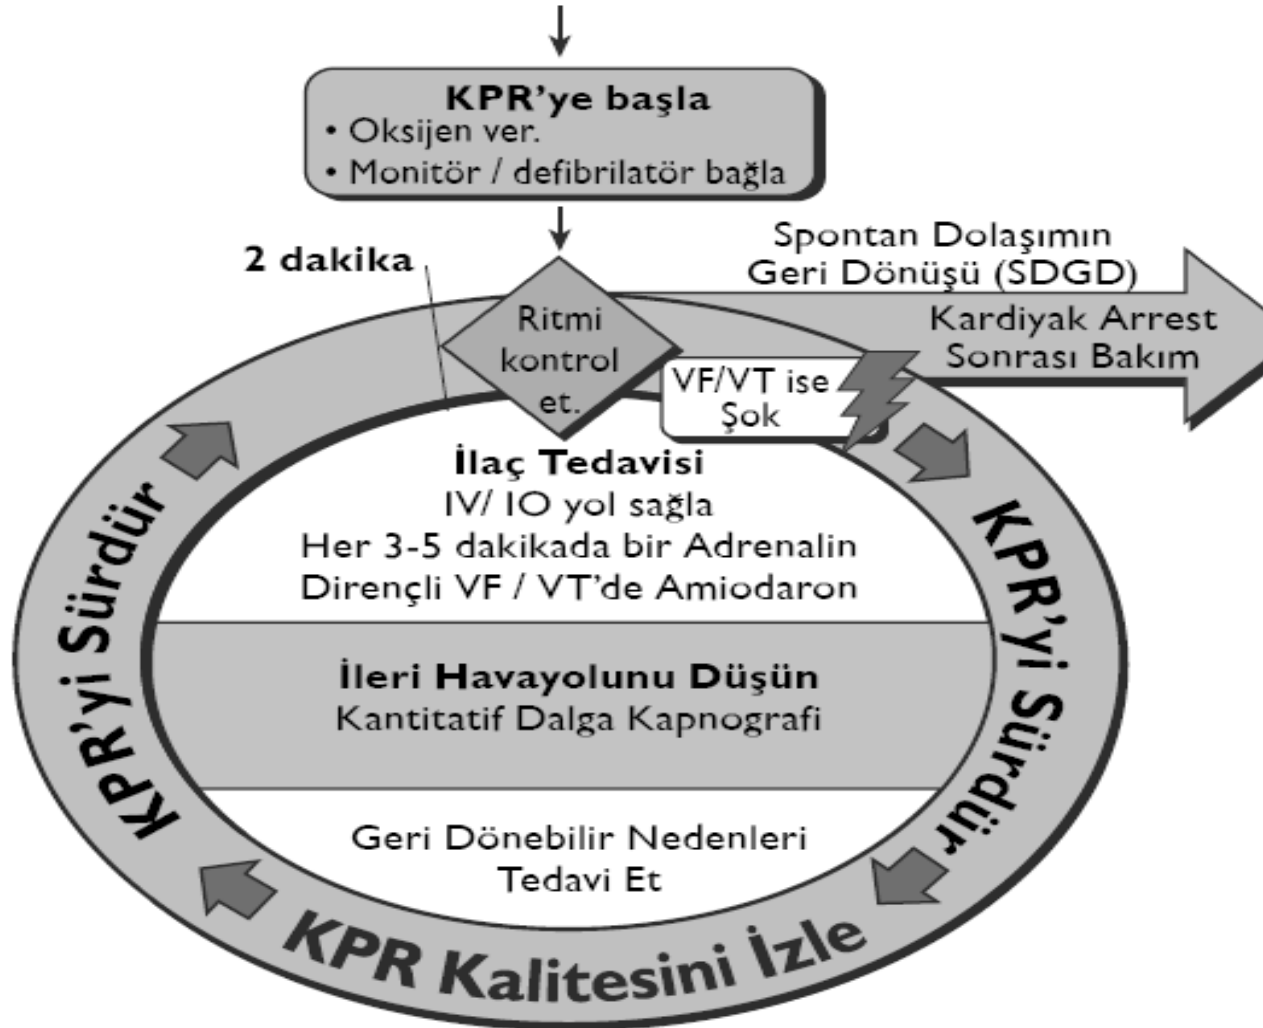 KPR’ye başla
• Oksijen ver.
• Monitör / defibrilatör bağla
2 dakika
Ritmi
kontrol
et.
Spontan Dolaşımın
Geri Dönüşü (SDGD)
Kardiyak Arrest
Sonrası Bakım
VF/VT ise
Şok
İlaç Tedavisi
IV/ IO yol sağla
Her 3-5 dakikada bir Adrenalin
Dirençli VF / VT’de Amiodaron
İleri Havayolunu Düşün
Kantitatif Dalga Kapnografi
Geri Dönebilir Nedenleri
Tedavi Et
KPR’yi Sürdür
KPR Kalitesini İzle
KPR’yi Sürdür